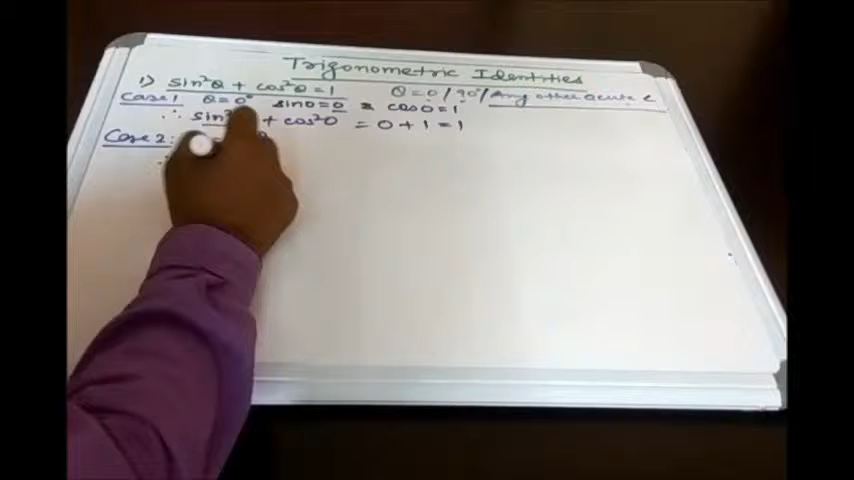 Trigonometric Identities
1) sin²θ + cos²θ = 1 θ = 0 / 90° / Any other acute ∠
Case 1 θ = 0° sin0 = 0 & cos0 = 1
∴ sin² + cos²0 = 0 + 1 = 1
Case 2: